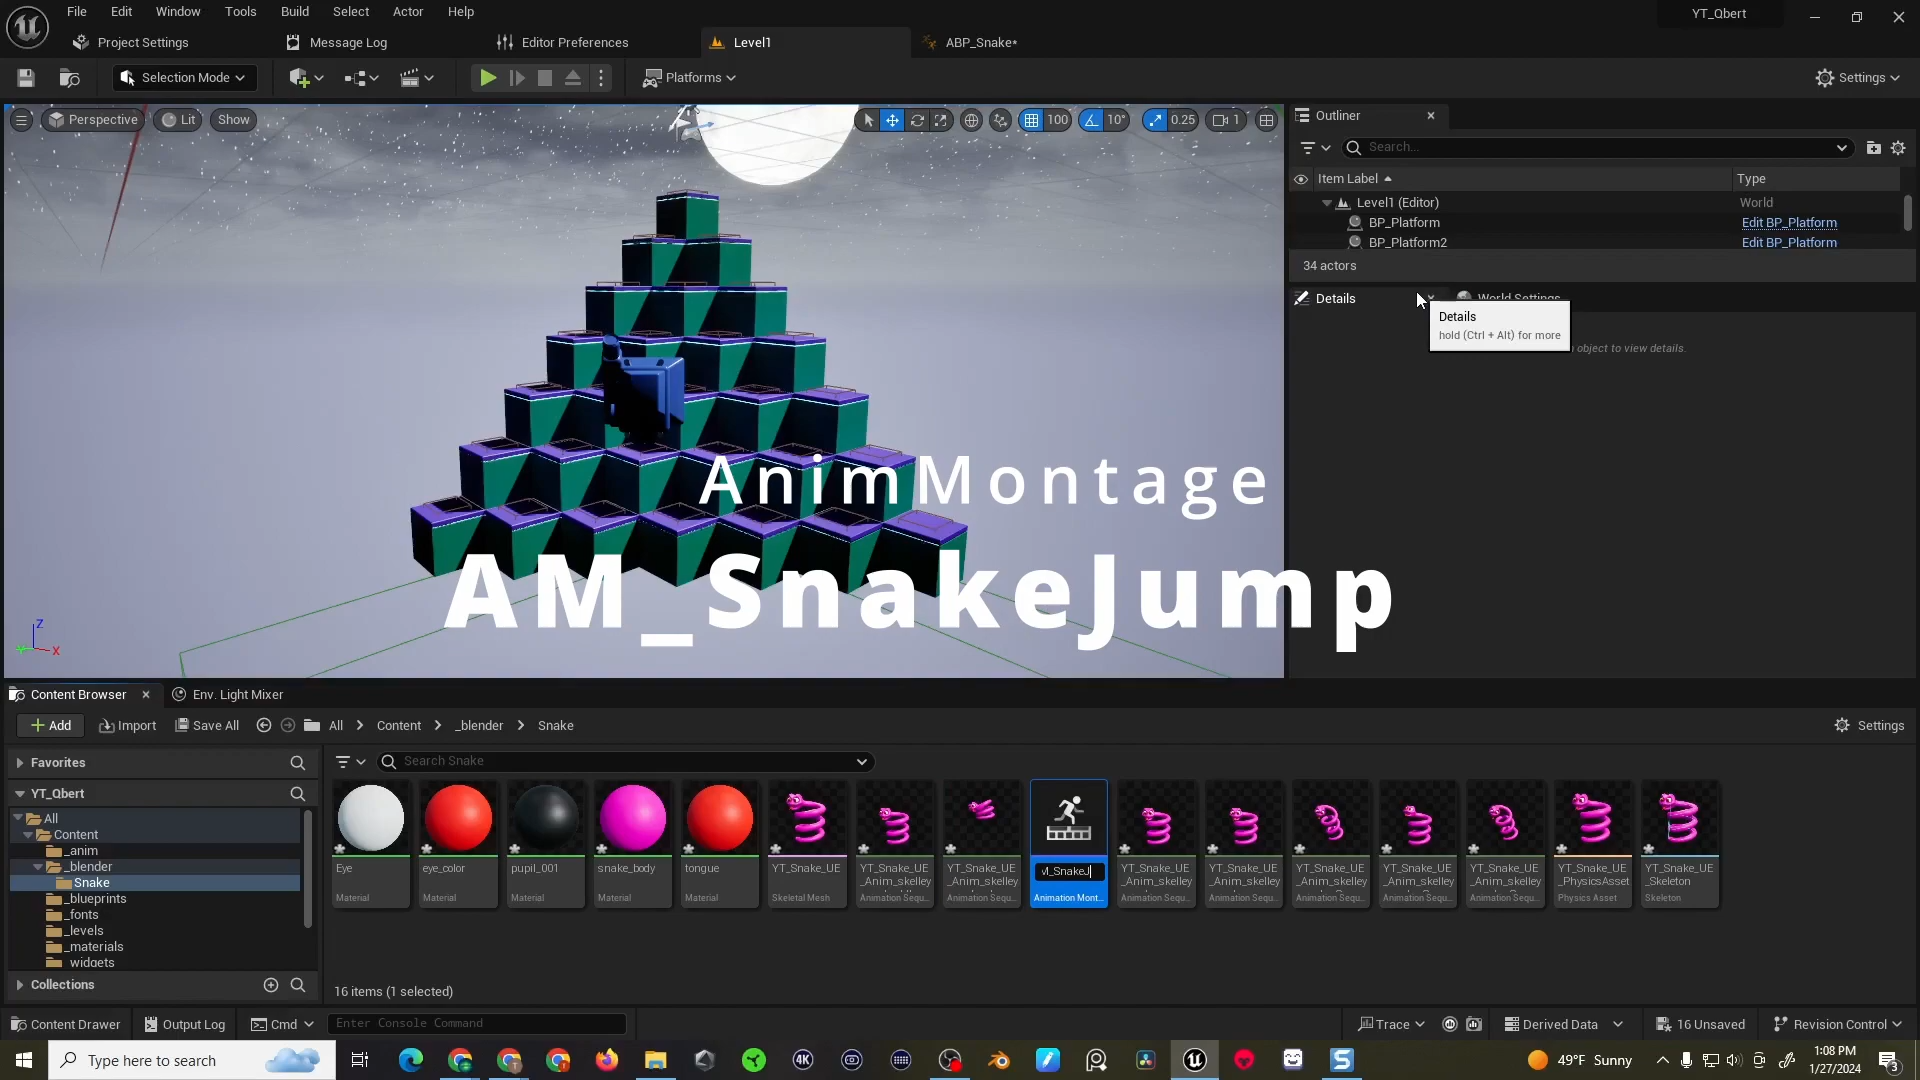 File Edit Window Tools Build Select Actor Help YT_Qbert
Project Settings Message Log Editor Preferences Level1 ABP_Snake*
Selection Mode Platforms Settings
Perspective Lit Show 100 10° 0.25 1
Outliner
Search...
Item Label Type
Level1 (Editor) World
BP_Platform Edit BP_Platform
BP_Platform2 Edit BP_Platform
34 actors
Details World Settings
Details
hold (Ctrl + Alt) for more
object to view details.
AnimMontage
AM_SnakeJump
Z
X
Content Browser Env. Light Mixer
Add Import Save All All Content _blender Snake Settings
Favorites Search Snake
YT_Qbert
All
Content
_anim
_blender
Snake
_blueprints
_fonts
_levels
_materials
widgets
Collections
Eye eye_color pupil_001 snake_body tongue YT_Snake_UE YT_Snake_UE YT_Snake_UE M_SnakeJ YT_Snake_UE YT_Snake_UE YT_Snake_UE YT_Snake_UE YT_Snake_UE YT_Snake_UE YT_Snake_UE
_Anim_skelley _Anim_skelley _Anim_skelley _Anim_skelley _Anim_skelley _Anim_skelley _Anim_skelley _PhysicsAsset _Skeleton
Material Material Material Material Material Skeletal Mesh Animation Sequ... Animation Sequ... Animation Mont... Animation Sequ... Animation Sequ... Animation Sequ... Animation Sequ... Animation Sequ... Physics Asset Skeleton
16 items (1 selected)
Content Drawer Output Log Cmd Enter Console Command Trace Derived Data 16 Unsaved Revision Control
Type here to search 4K 49°F Sunny 1:08 PM
1/27/2024 3